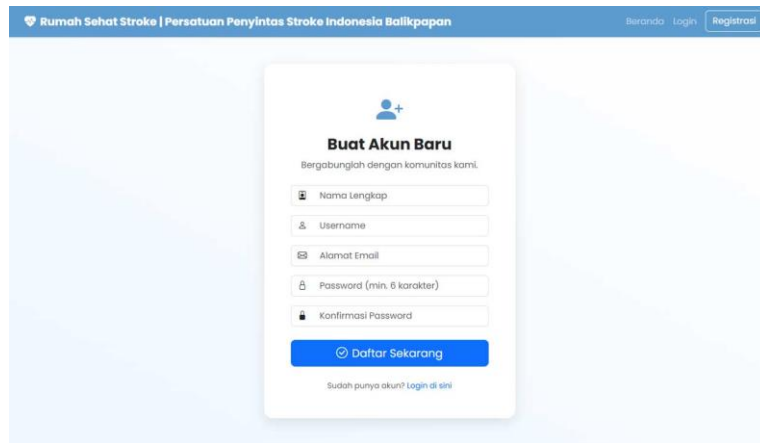 Rumah Sehat Stroke | Persatuan Penyintas Stroke Indonesia Balikpapan
Beranda Login Registrasi
Buat Akun Baru
Bergabunglah dengan komunitas kami.
Nama Lengkap
Username
Alamat Email
Password (min. 6 karakter)
Konfirmasi Password
Daftar Sekarang
Sudah punya akun? Login di sini